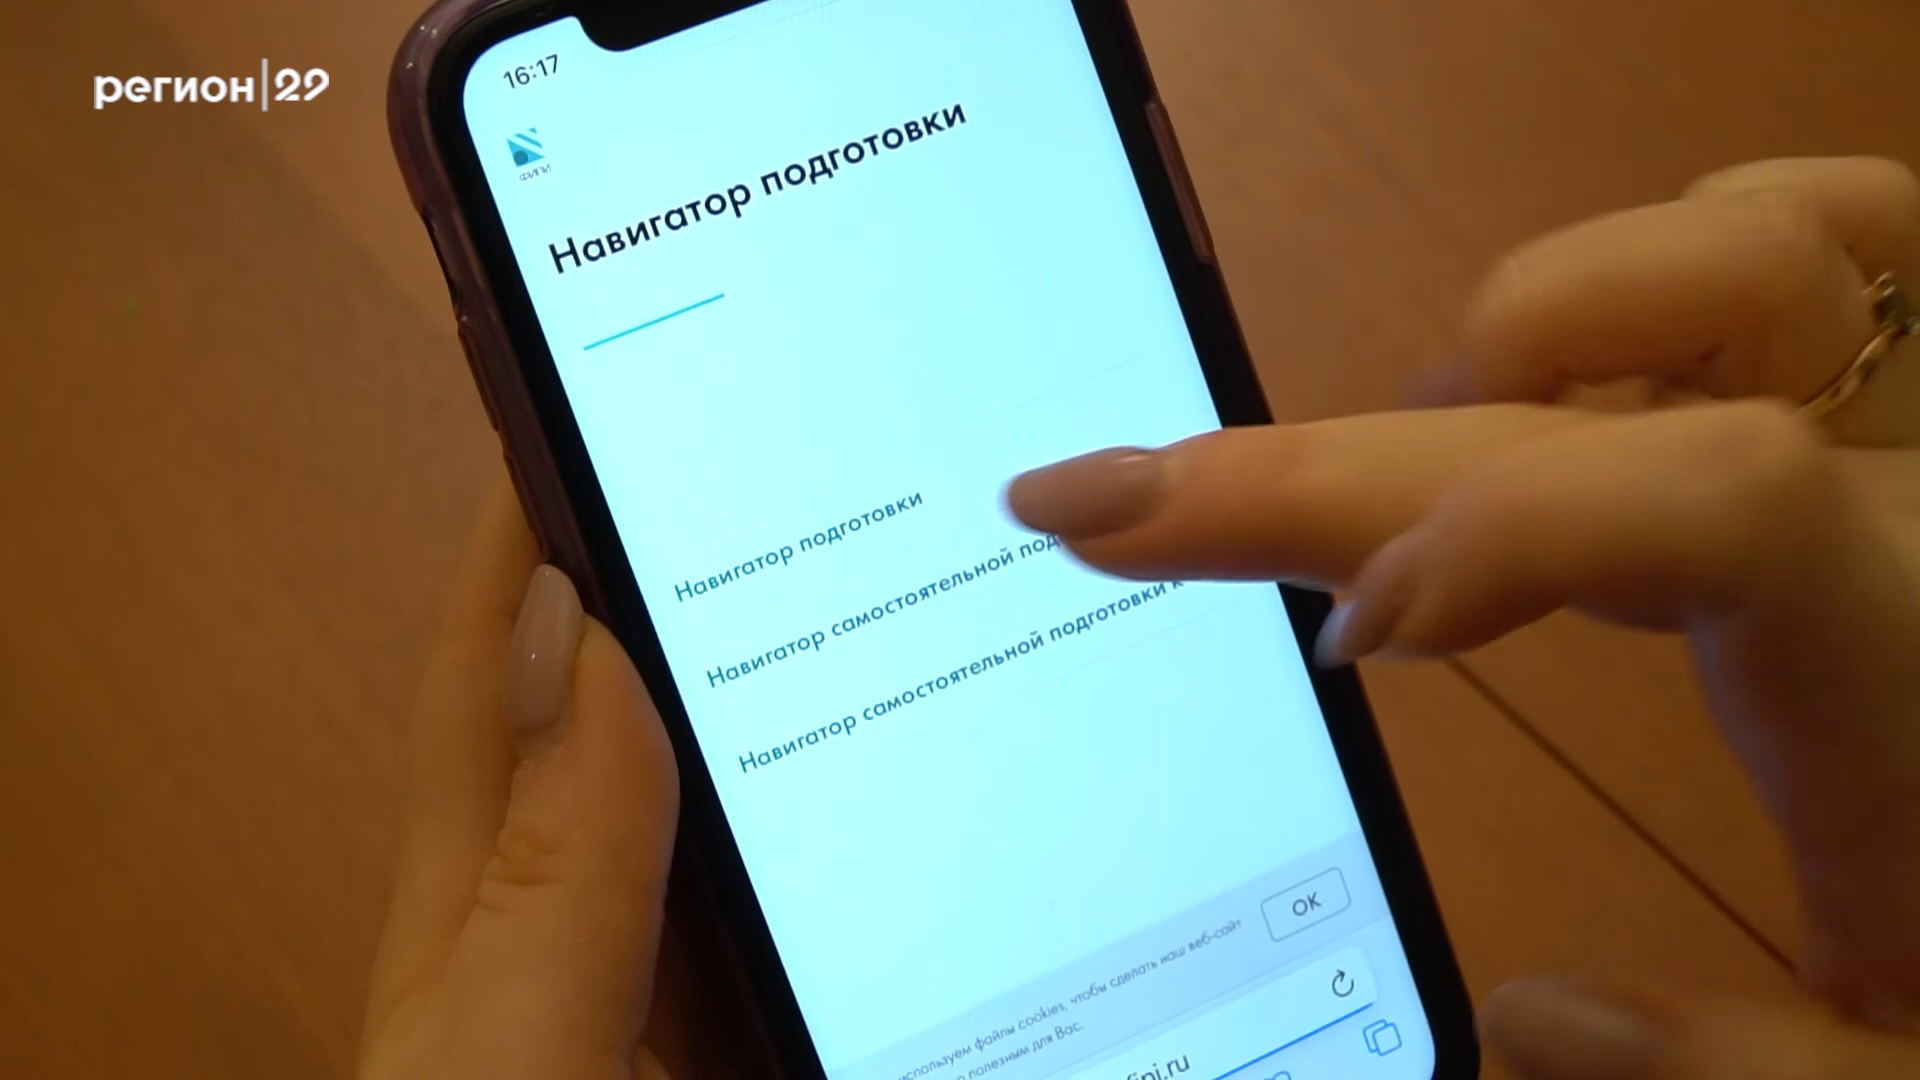 регион|29
16:17
ФИПИ
Навигатор подготовки
Навигатор подготовки
Навигатор самостоятельной под
Навигатор самостоятельной подготовки к
используем файлы cookies, чтобы сделать наш веб-сайт
полезным для Вас.
OK
fipi.ru